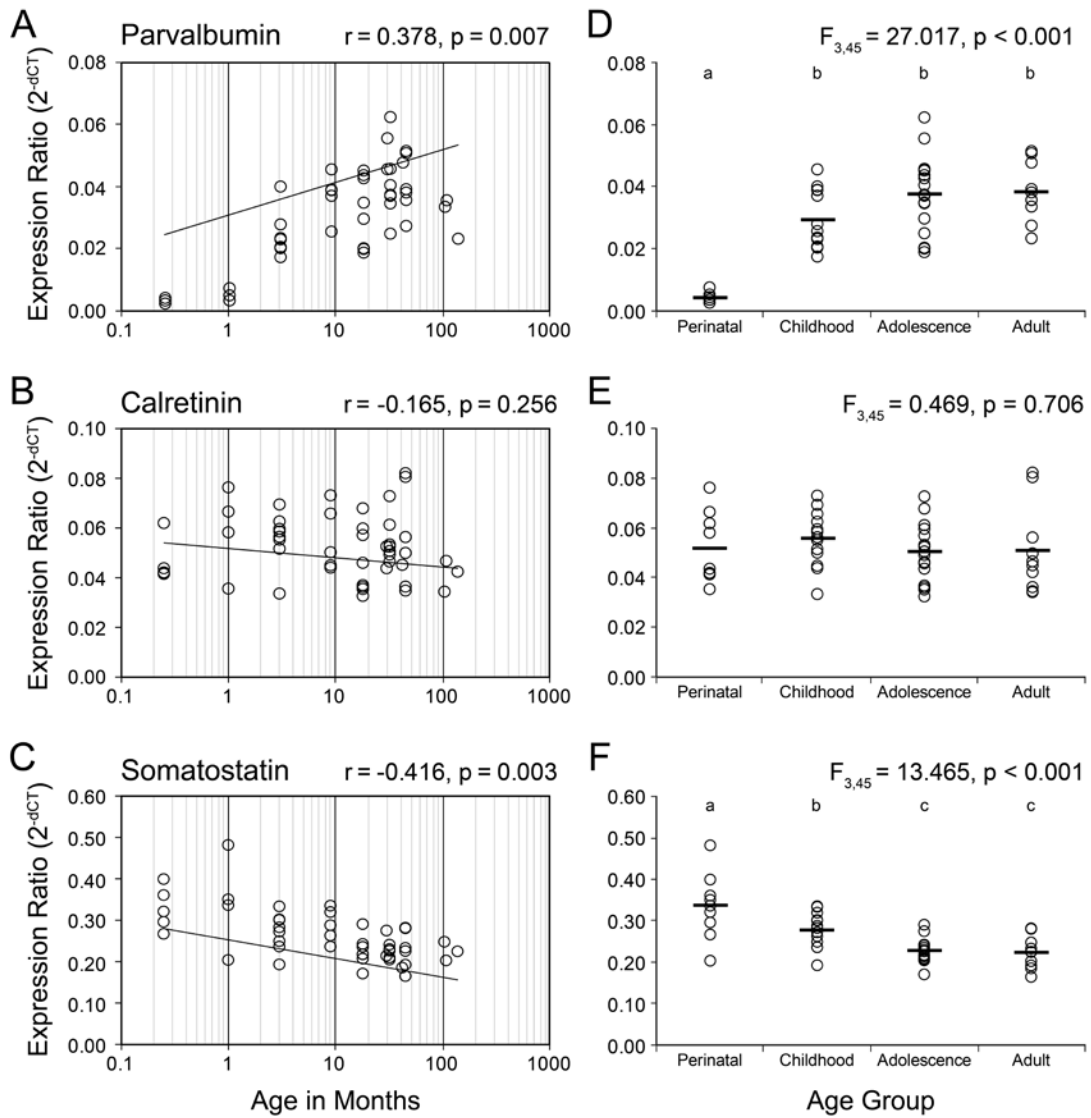 A
Parvalbumin
r = 0.378, p = 0.007
Expression Ratio (2-dCT)
0.08
0.06
0.04
0.02
0.00
0.1 1 10 100 1000
D
F3,45 = 27.017, p < 0.001
0.08
0.06
0.04
0.02
0.00
a b b b
Perinatal Childhood Adolescence Adult
B
Calretinin
r = -0.165, p = 0.256
Expression Ratio (2-dCT)
0.10
0.08
0.06
0.04
0.02
0.00
0.1 1 10 100 1000
E
F3,45 = 0.469, p = 0.706
0.10
0.08
0.06
0.04
0.02
0.00
Perinatal Childhood Adolescence Adult
C
Somatostatin
r = -0.416, p = 0.003
Expression Ratio (2-dCT)
0.60
0.50
0.40
0.30
0.20
0.10
0.00
0.1 1 10 100 1000
Age in Months
F
F3,45 = 13.465, p < 0.001
0.60
0.50
0.40
0.30
0.20
0.10
0.00
a b c c
Perinatal Childhood Adolescence Adult
Age Group